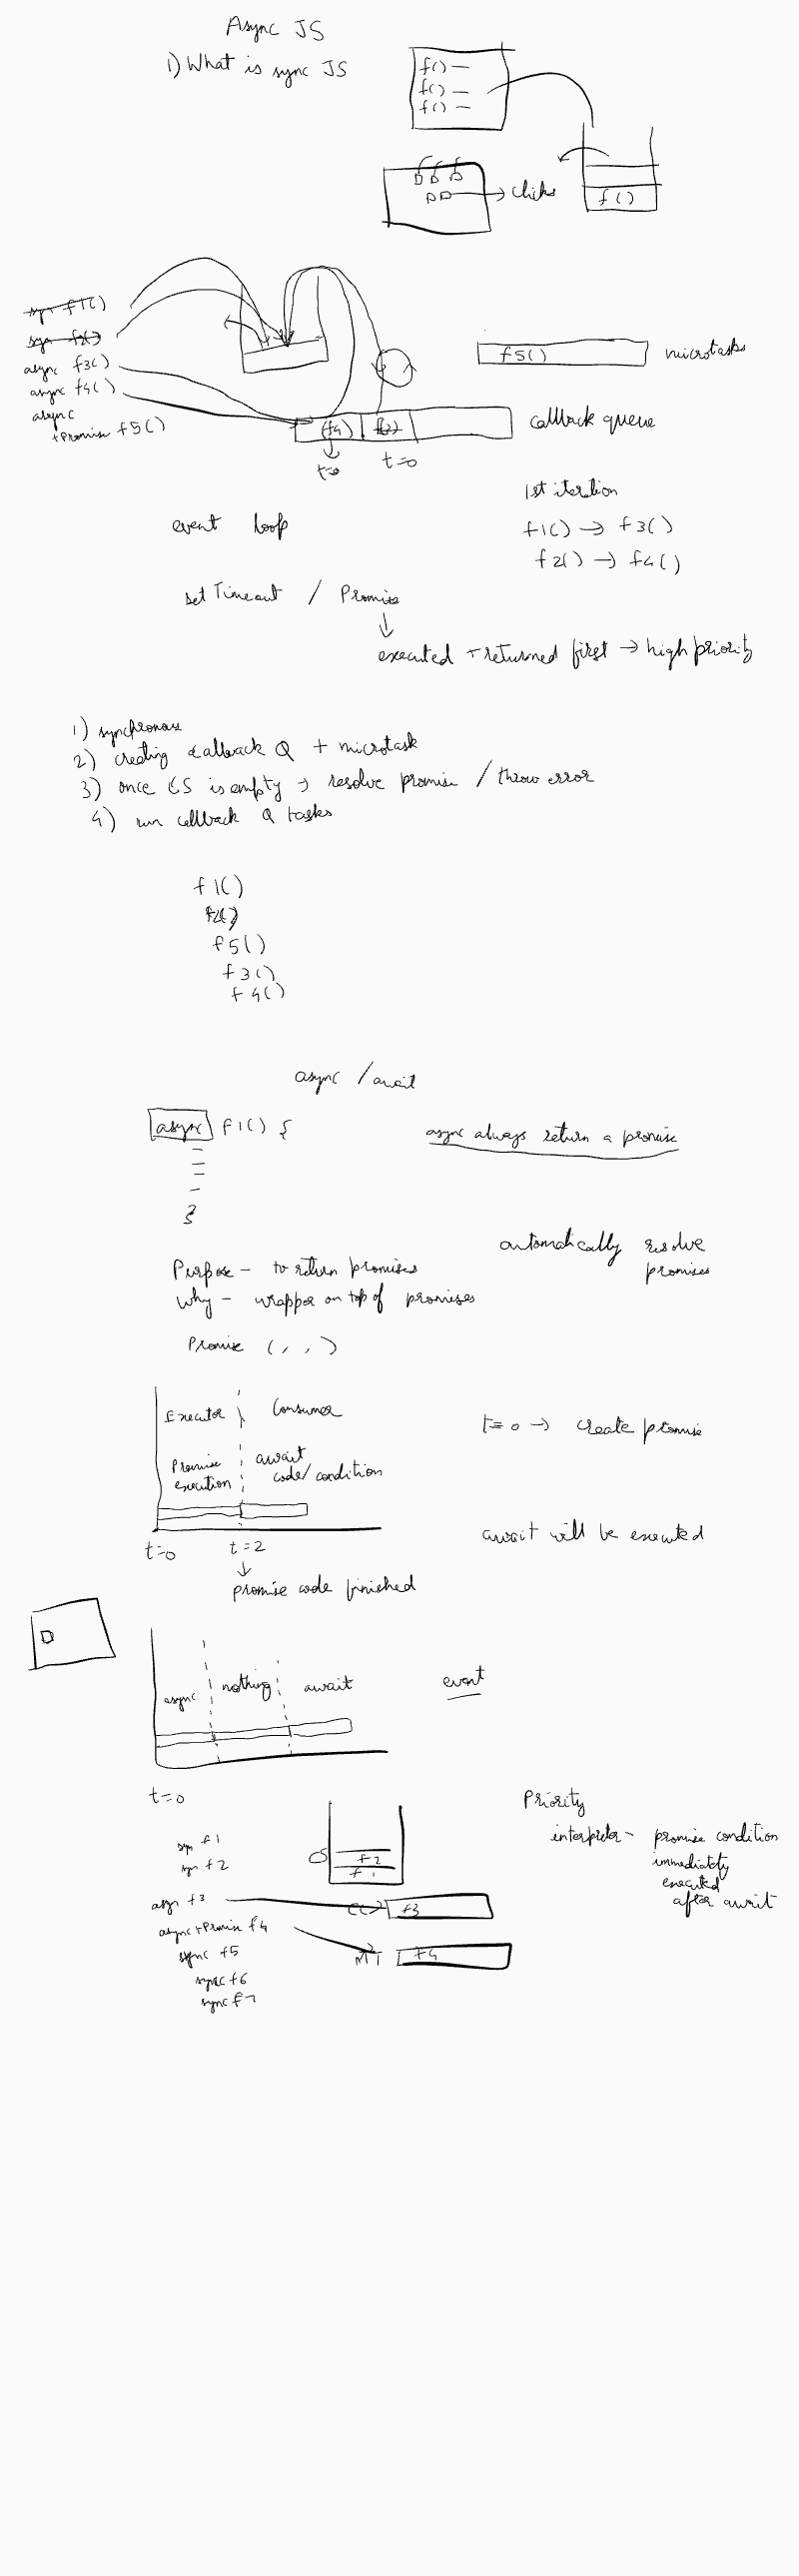 Async JS
1) What is sync JS
f() —
f() —
f() —
clicks
f()
sync f1()
sync f2()
async f3()
async f4()
async
+Promise f5()
f5()
microtasks
(f4)
callback queue
t=0
t=0
1st iteration
f1() → f3()
f2() → f4()
event loop
setTimeout / Promise
executed + returned first → high priority
1) synchronous
2) creating callback Q + microtask
3) once CS is empty → resolve promise / throw error
4) run callback Q tasks
f1()
f2()
f5()
f3()
f4()
async / await
async f1() {
async always return a promise
}
automatically resolve
promises
Purpose – to return promises
Why – wrapper on top of promises
Promise ( , , )
Executor
Consumer
t=0 → create promise
Promise
execution
await
code/condition
await will be executed
t=0
t=2
promise code finished
D
async
nothing
await
event
t=0
Priority
interpreter – promise condition
immediately
executed
after await
sync f1
sync f2
CS
f2
f1
async f3
f3
async+Promise f4
MT
f4
sync f5
sync f6
sync f7